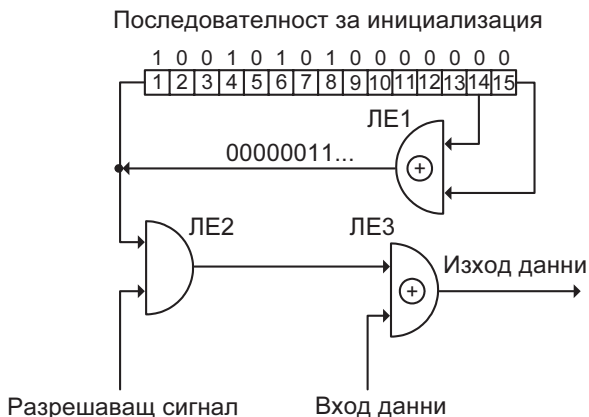 Последователност за инициализация
1 0 0 1 0 1 0 1 0 0 0 0 0 0 0
1 2 3 4 5 6 7 8 9 10 11 12 13 14 15
ЛЕ1
00000011...
ЛЕ2
ЛЕ3
Изход данни
Разрешаващ сигнал
Вход данни